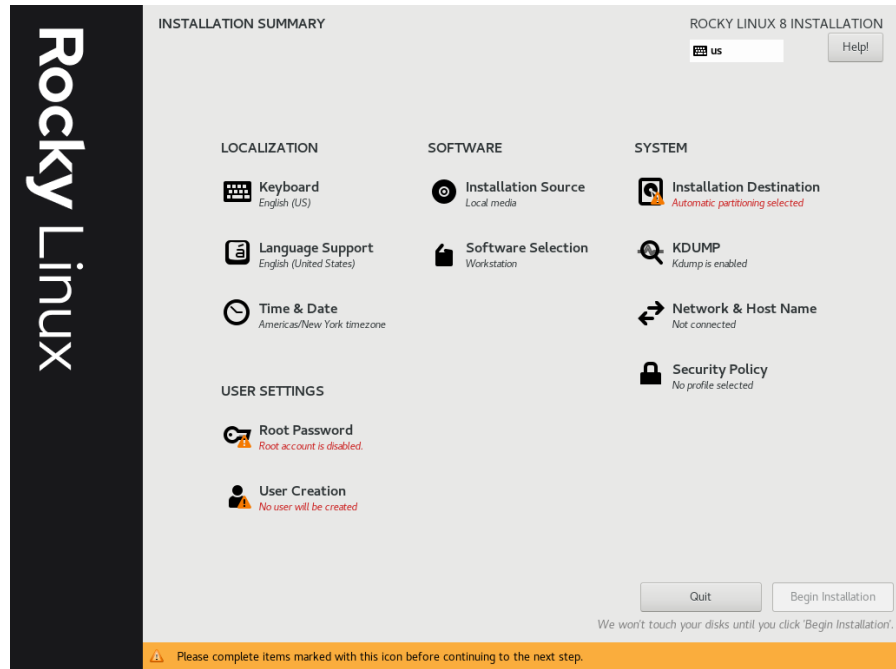 Rocky Linux
INSTALLATION SUMMARY
ROCKY LINUX 8 INSTALLATION
us
Help!
LOCALIZATION
Keyboard
English (US)
Language Support
English (United States)
Time & Date
Americas/New York timezone
USER SETTINGS
Root Password
Root account is disabled.
User Creation
No user will be created
SOFTWARE
Installation Source
Local media
Software Selection
Workstation
SYSTEM
Installation Destination
Automatic partitioning selected
KDUMP
Kdump is enabled
Network & Host Name
Not connected
Security Policy
No profile selected
Quit
Begin Installation
We won't touch your disks until you click 'Begin Installation'.
Please complete items marked with this icon before continuing to the next step.